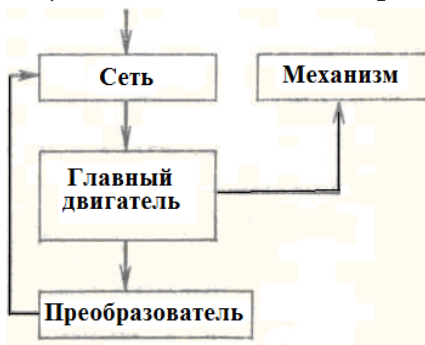 Сеть
Механизм
Главный
двигатель
Преобразователь